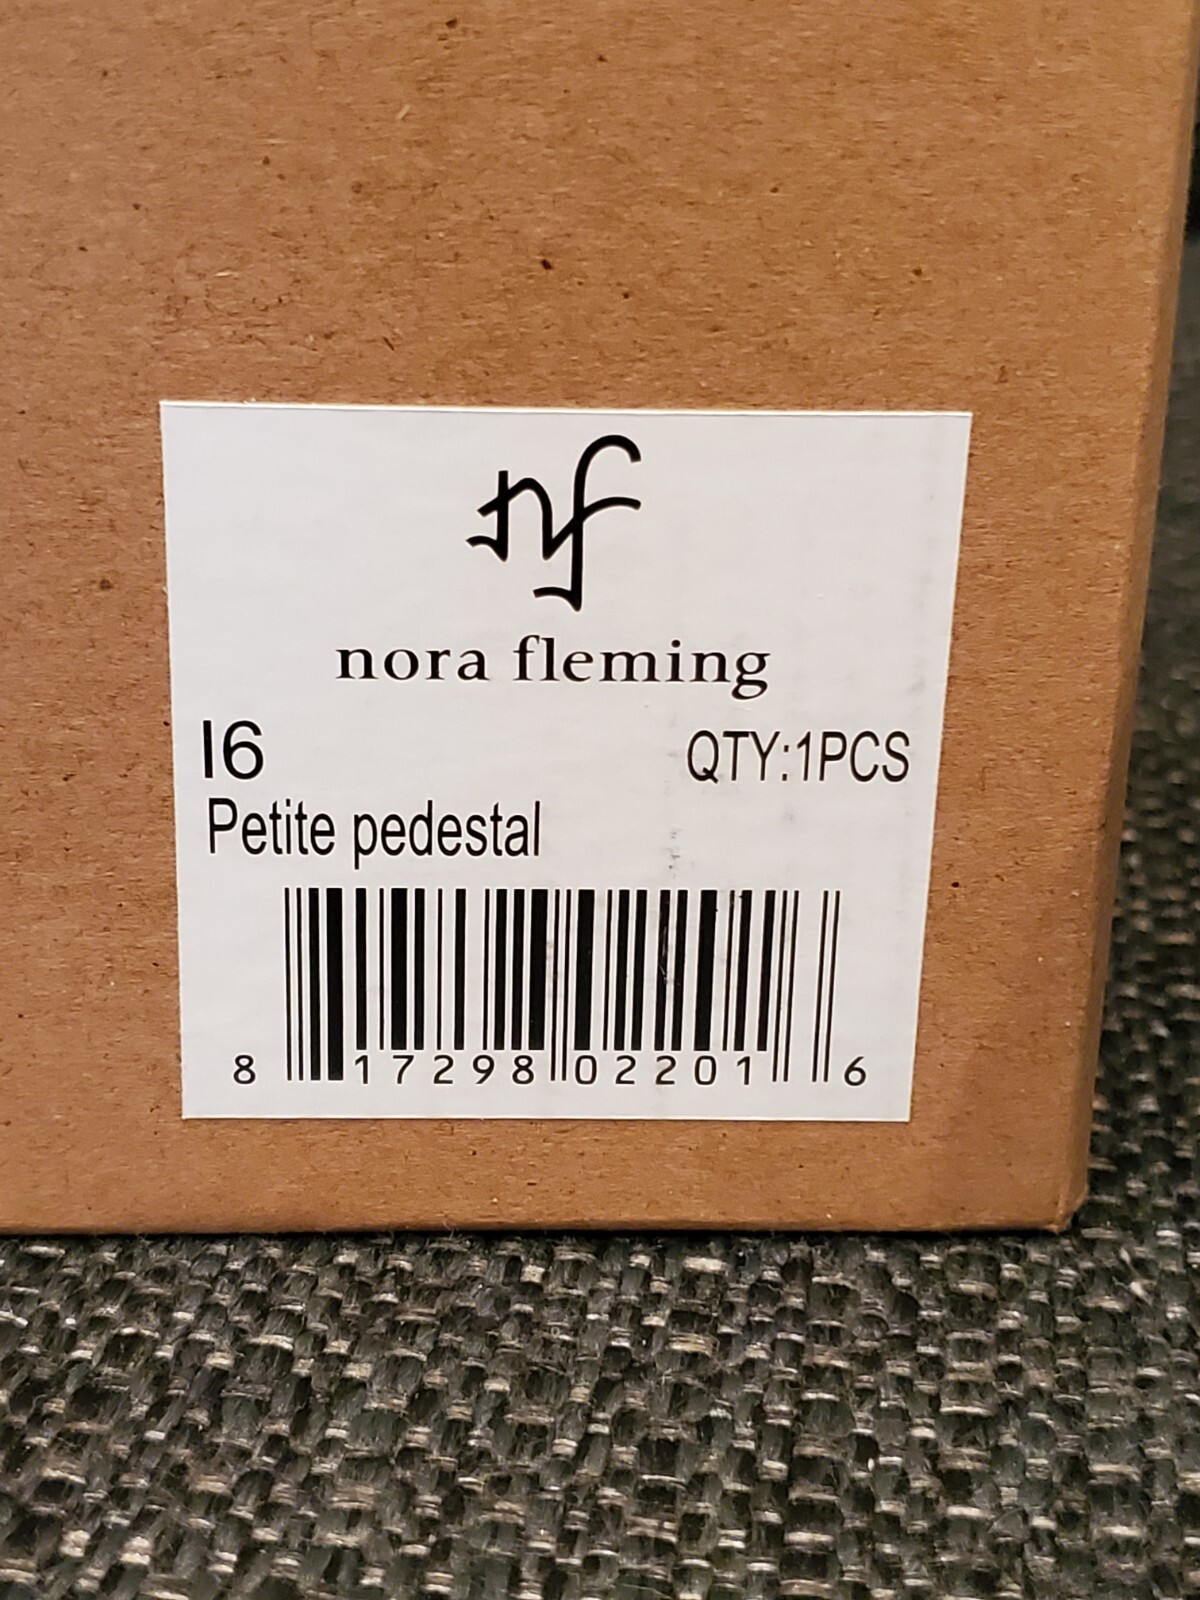 nf
nora fleming
I6
QTY:1PCS
Petite pedestal
8 17298 02201 6